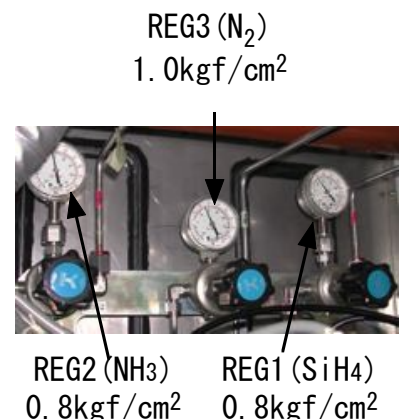 REG3(N₂)
1.0kgf/cm²
REG2(NH₃)
0.8kgf/cm²
REG1(SiH₄)
0.8kgf/cm²